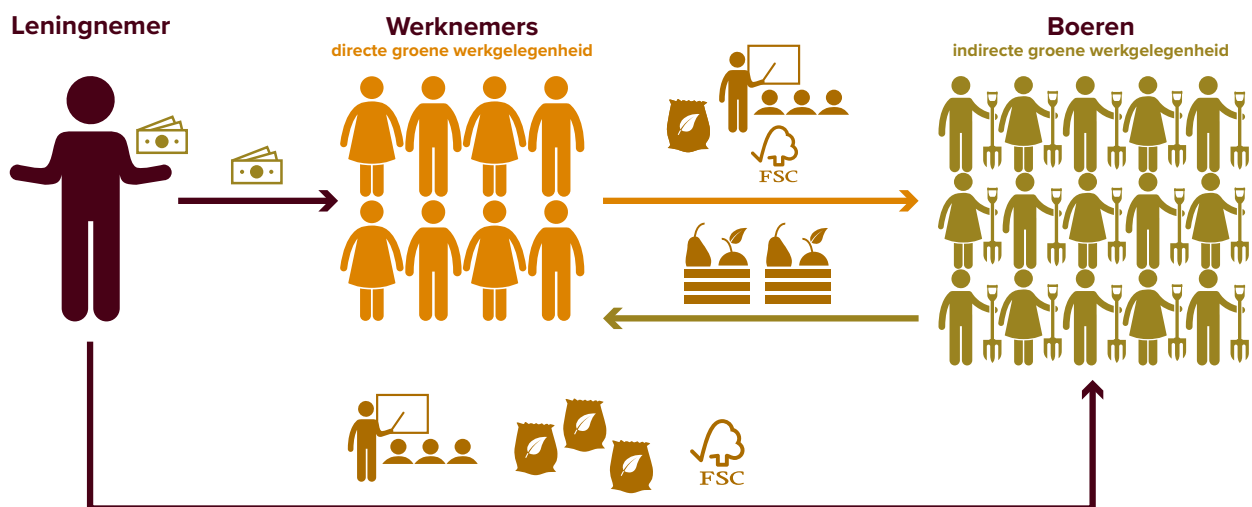 Leningnemer
Werknemers
directe groene werkgelegenheid
Boeren
indirecte groene werkgelegenheid
FSC
FSC